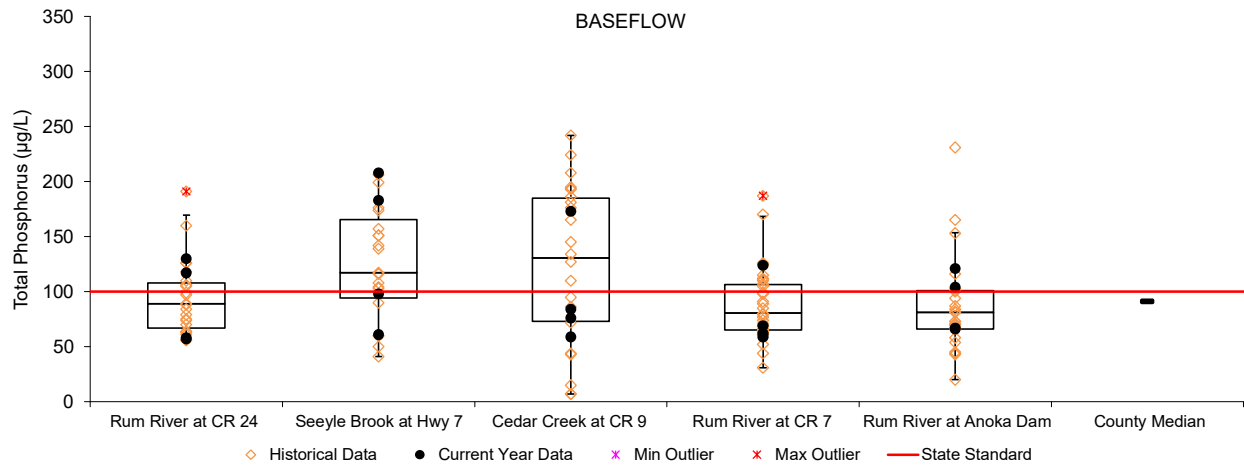 BASEFLOW
Total Phosphorus (µg/L)
350
300
250
200
150
100
50
0
Rum River at CR 24
Seeyle Brook at Hwy 7
Cedar Creek at CR 9
Rum River at CR 7
Rum River at Anoka Dam
County Median
Historical Data
Current Year Data
Min Outlier
Max Outlier
State Standard